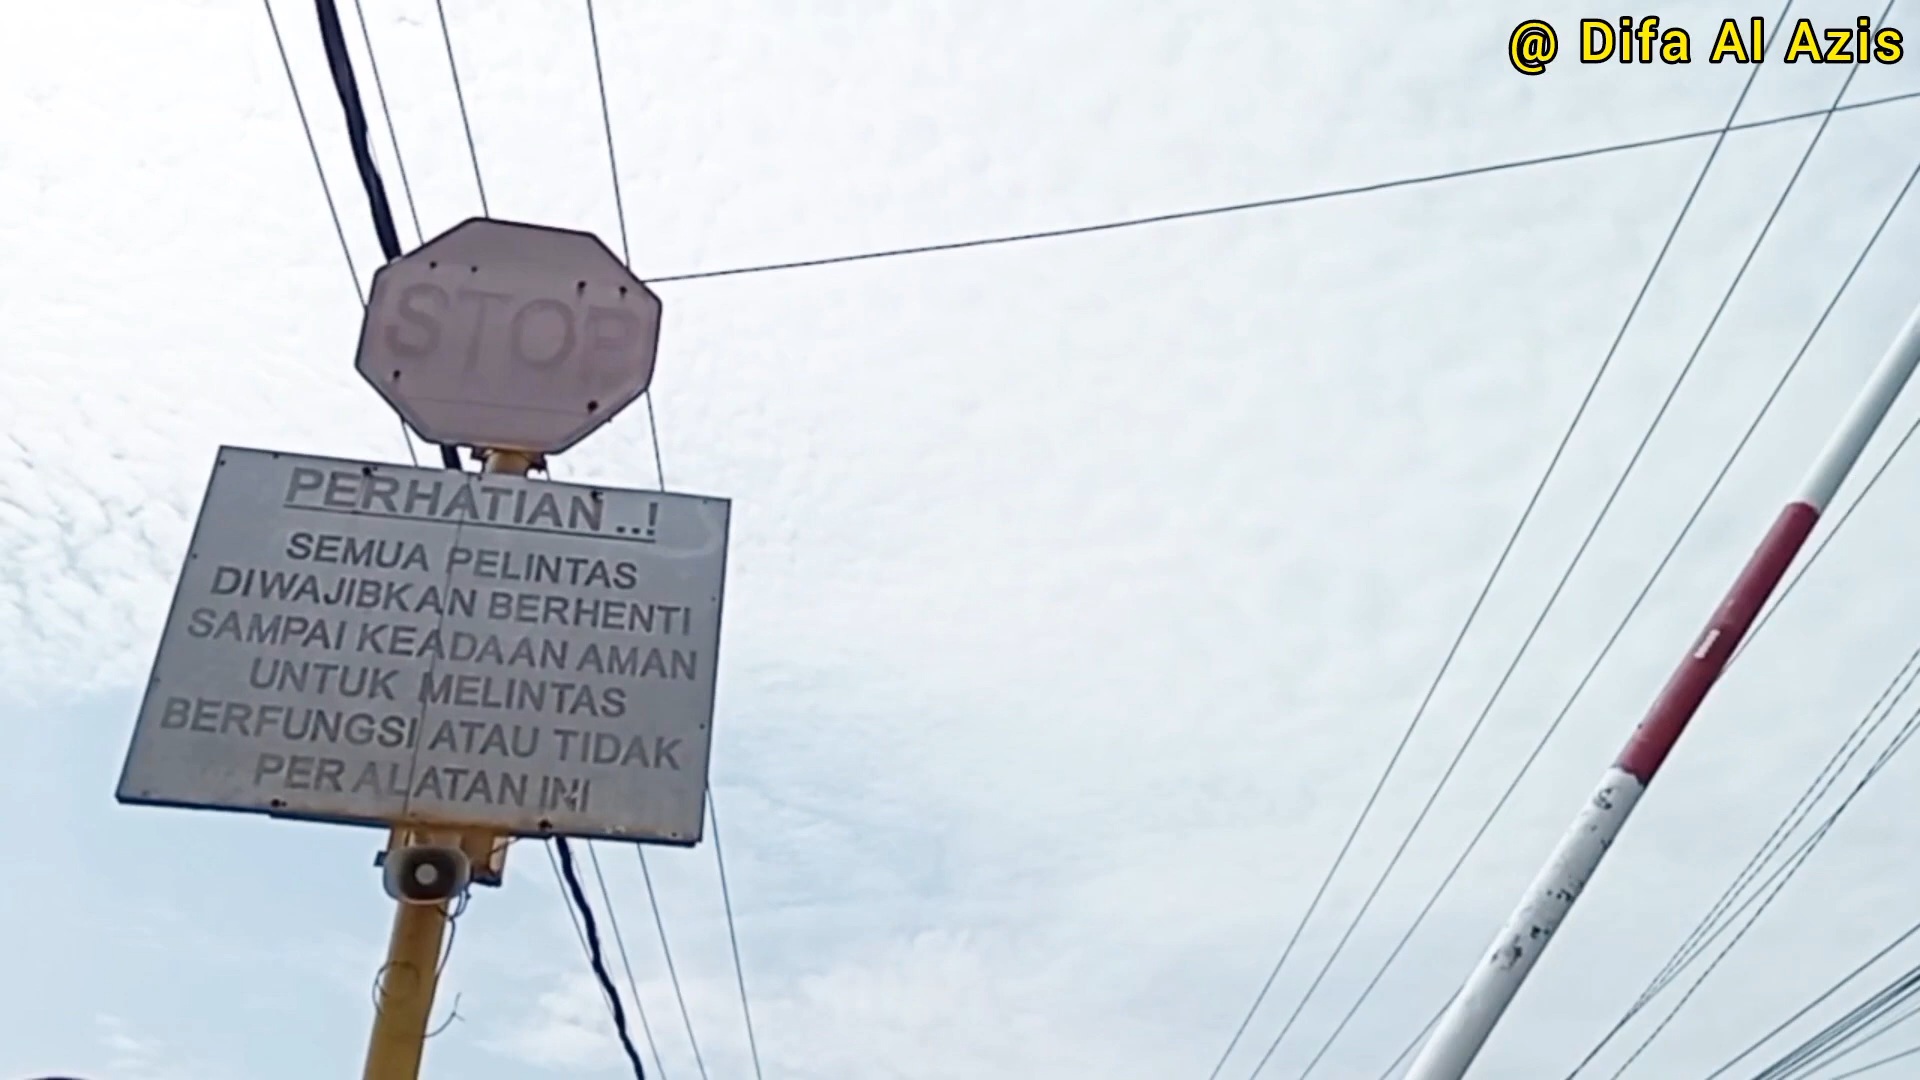 @ Difa Al Azis
STOP
PERHATIAN ..!
SEMUA PELINTAS
DIWAJIBKAN BERHENTI
SAMPAI KEADAAN AMAN
UNTUK MELINTAS
BERFUNGSI ATAU TIDAK
PERALATAN INI